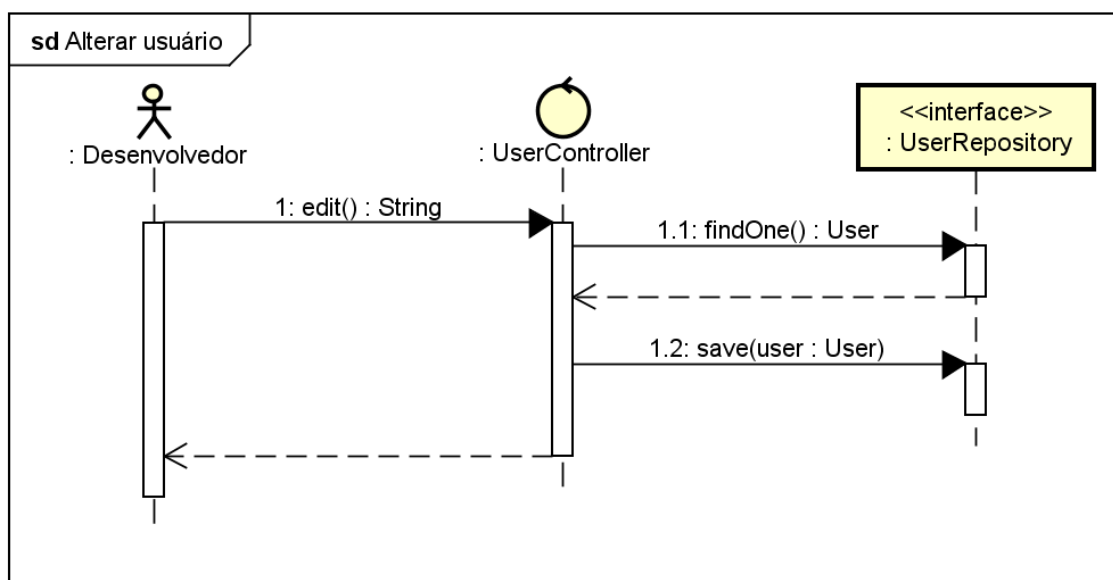 sd Alterar usuário
: Desenvolvedor
: UserController
<<interface>>
: UserRepository
1: edit() : String
1.1: findOne() : User
1.2: save(user : User)